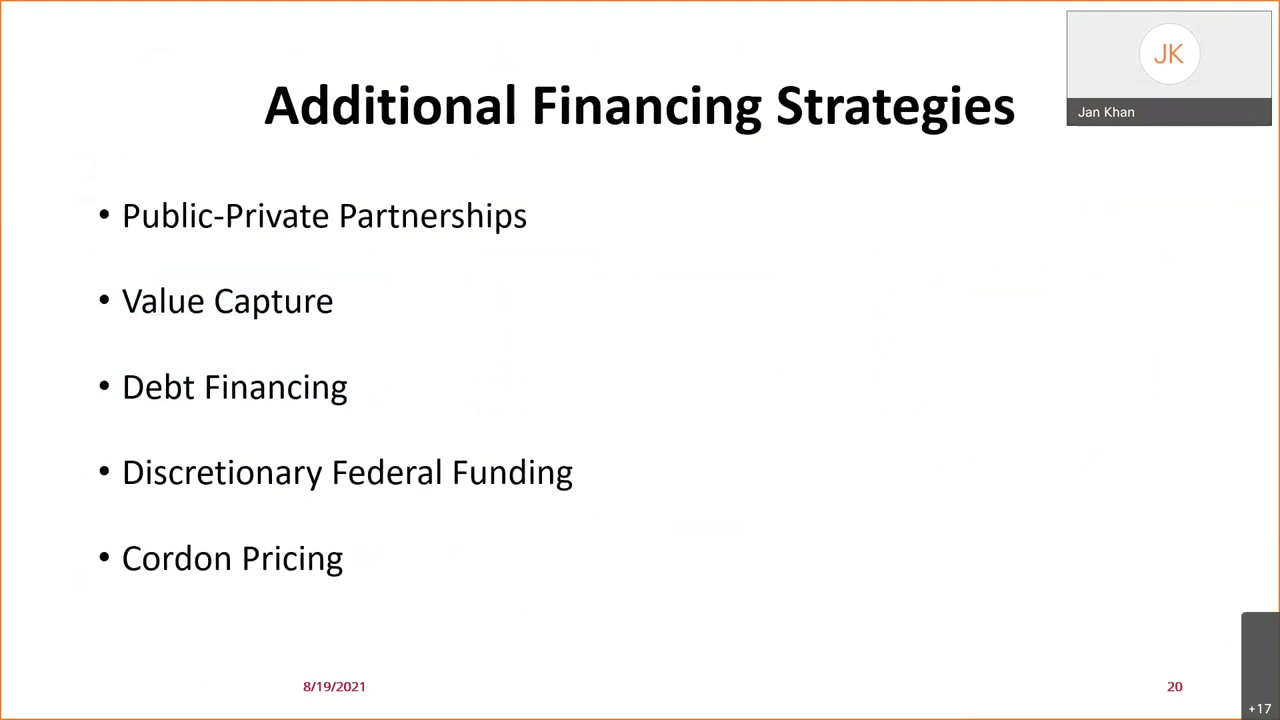 JK
Jan Khan
Additional Financing Strategies
• Public-Private Partnerships
• Value Capture
• Debt Financing
• Discretionary Federal Funding
• Cordon Pricing
8/19/2021
20
+17